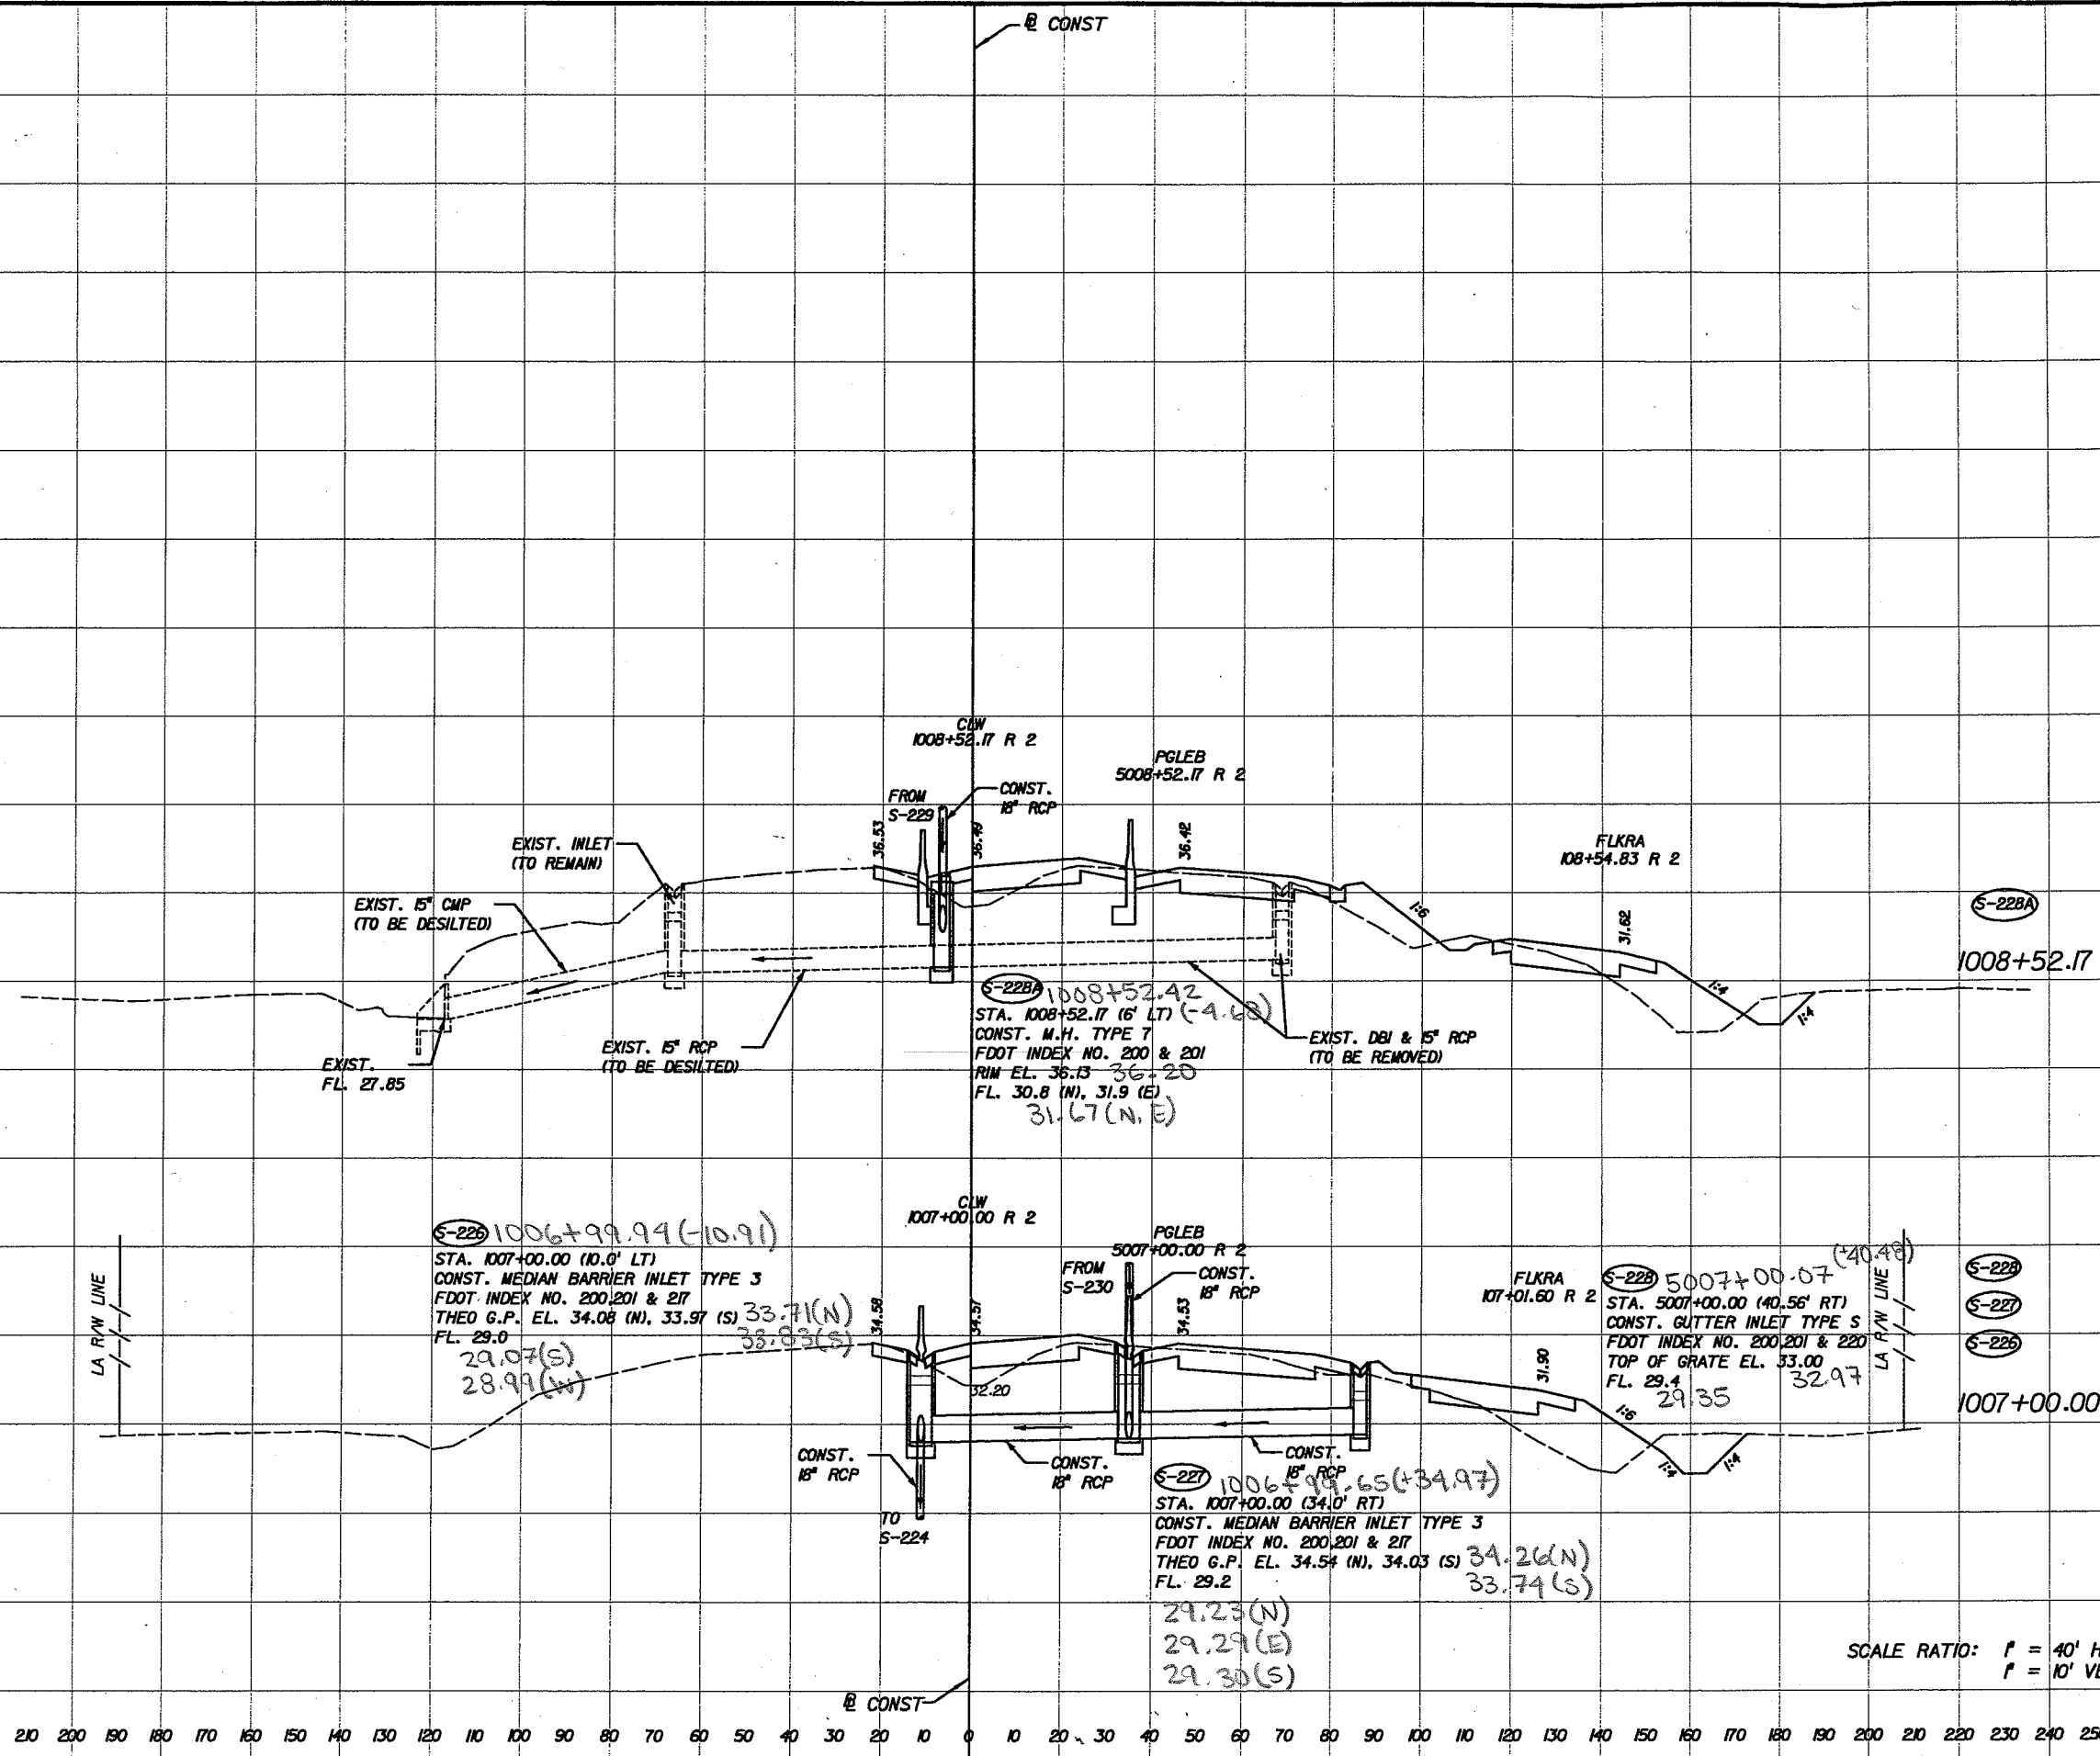 ℄ CONST
CLW
1008+52.17 R 2
PGLEB
5008+52.17 R 2
FROM
S-229
CONST.
18" RCP
36.53
36.49
36.42
EXIST. INLET
(TO REMAIN)
FLKRA
108+54.83 R 2
EXIST. 15" CMP
(TO BE DESILTED)
1:6
31.62
S-228A
1008+52.17
1:4
1:4
S-228A 1008+52.42
STA. 1008+52.17 (6' LT) (-4.68)
CONST. M.H. TYPE 7
FDOT INDEX NO. 200 & 201
RIM EL. 36.13 36.20
FL. 30.8 (N), 31.9 (E)
31.67 (N, E)
EXIST. DBI & 15" RCP
(TO BE REMOVED)
EXIST. 15" RCP
(TO BE DESILTED)
EXIST.
FL. 27.85
CLW
1007+00.00 R 2
S-226 1006+99.94 (-10.91)
STA. 1007+00.00 (10.0' LT)
CONST. MEDIAN BARRIER INLET TYPE 3
FDOT INDEX NO. 200,201 & 217
THEO G.P. EL. 34.08 (N), 33.97 (S) 33.71(N)
33.83(S)
FL. 29.0
29.07(S)
28.99(W)
LA R/W LINE
PGLEB
5007+00.00 R 2
FROM
S-230
CONST.
18" RCP
34.58
34.57
34.53
32.20
FLKRA
107+01.60 R 2
31.90
(+40.48)
S-228 5007+00.07
STA. 5007+00.00 (40.56' RT)
CONST. GUTTER INLET TYPE S
FDOT INDEX NO. 200,201 & 220
TOP OF GRATE EL. 33.00
32.97
FL. 29.4
29.35
LA R/W LINE
S-228
S-227
S-226
1007+00.00
1:6
1:4
1:4
CONST.
18" RCP
TO
S-224
CONST.
18" RCP
CONST.
18" RCP
S-227 1006+99.65 (+34.97)
STA. 1007+00.00 (34.0' RT)
CONST. MEDIAN BARRIER INLET TYPE 3
FDOT INDEX NO. 200,201 & 217
THEO G.P. EL. 34.54 (N), 34.03 (S) 34.26(N)
33.74(S)
FL. 29.2
29.23(N)
29.29(E)
29.30(S)
SCALE RATIO: 1" = 40' H
1" = 10' VE
℄ CONST
210 200 190 170 160 150 140 130 120 110 100 90 80 70 60 50 40 30 20 10 0 10 20 30 40 50 60 70 80 90 100 110 120 130 140 150 160 170 180 190 200 210 220 230 240 250